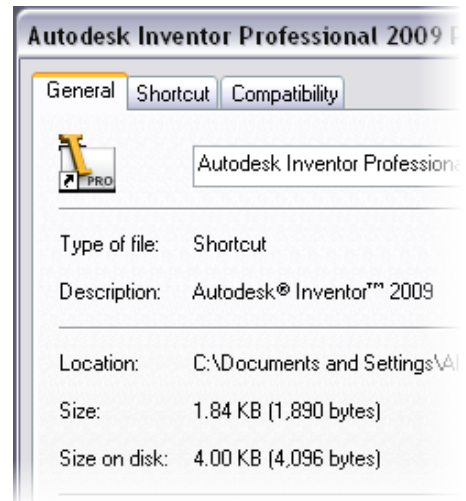 Autodesk Inventor Professional 2009
General Shortcut Compatibility
PRO
Autodesk Inventor Professiona
Type of file: Shortcut
Description: Autodesk® Inventor™ 2009
Location: C:\Documents and Settings\Al
Size: 1.84 KB (1,890 bytes)
Size on disk: 4.00 KB (4,096 bytes)